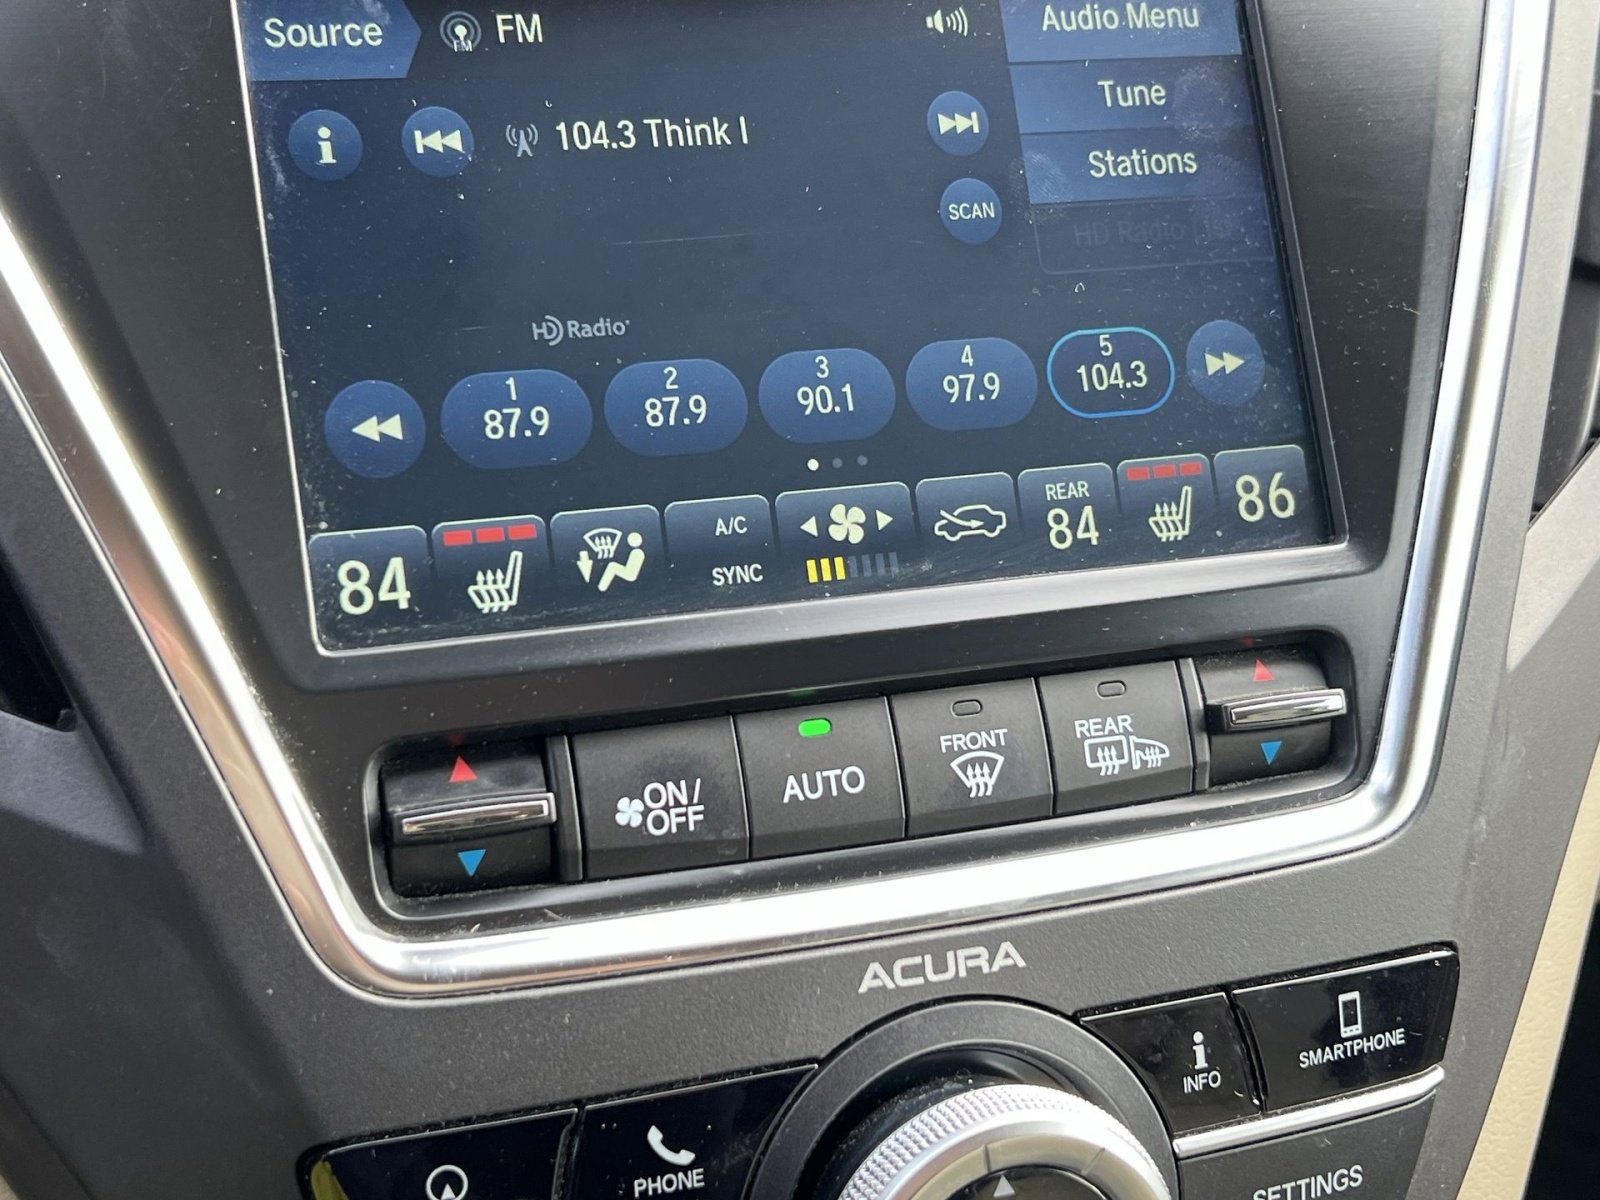 Source
FM
Audio Menu
Tune
104.3 Think I
Stations
SCAN
HD Radio
HD Radio
1
87.9
2
87.9
3
90.1
4
97.9
5
104.3
84
A/C
SYNC
REAR
84
86
ON/
OFF
AUTO
FRONT
REAR
ACURA
INFO
SMARTPHONE
PHONE
SETTINGS